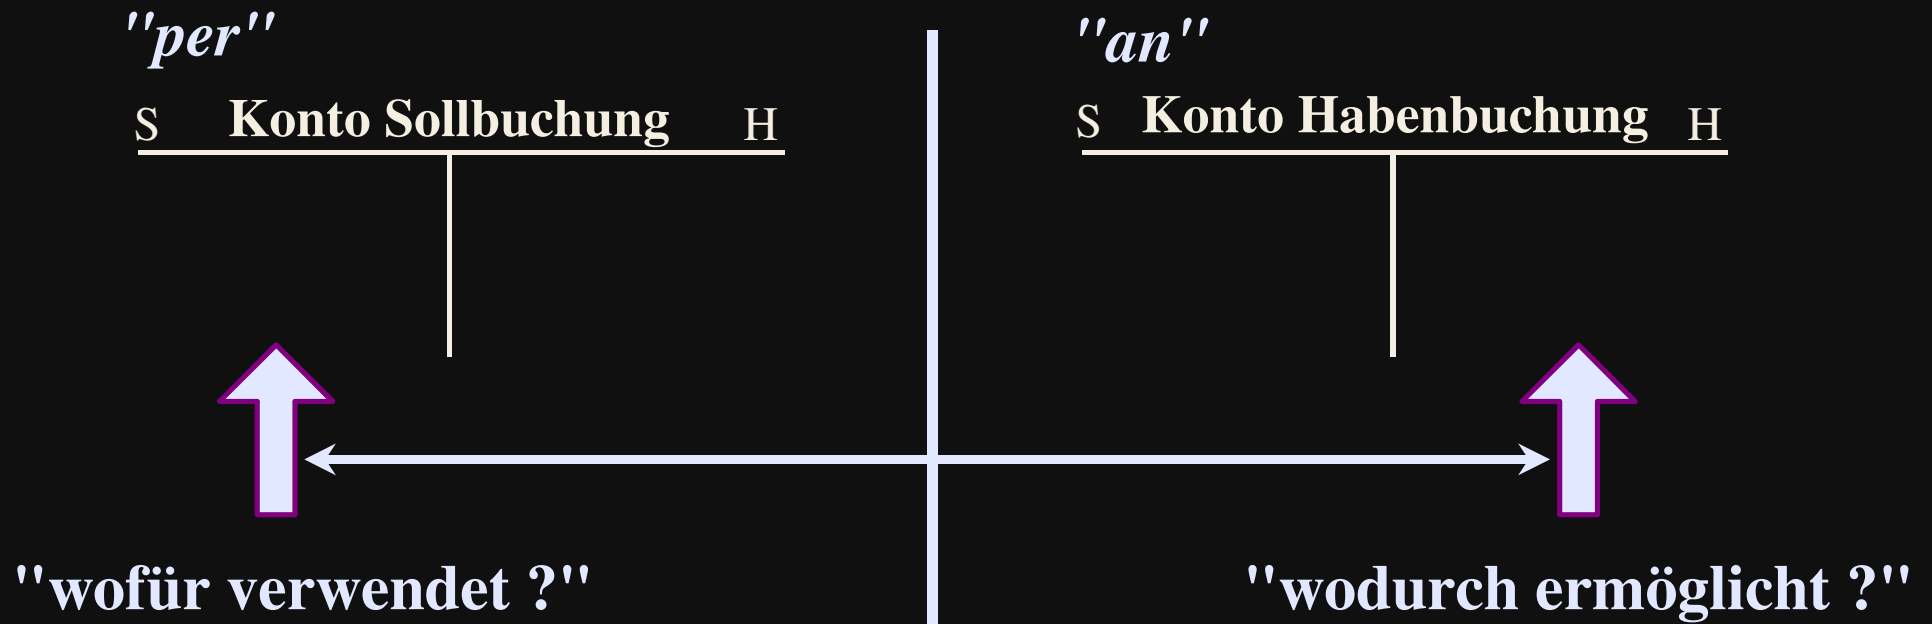 "per"
S Konto Sollbuchung H
"wofür verwendet ?"
"an"
S Konto Habenbuchung H
"wodurch ermöglicht ?"